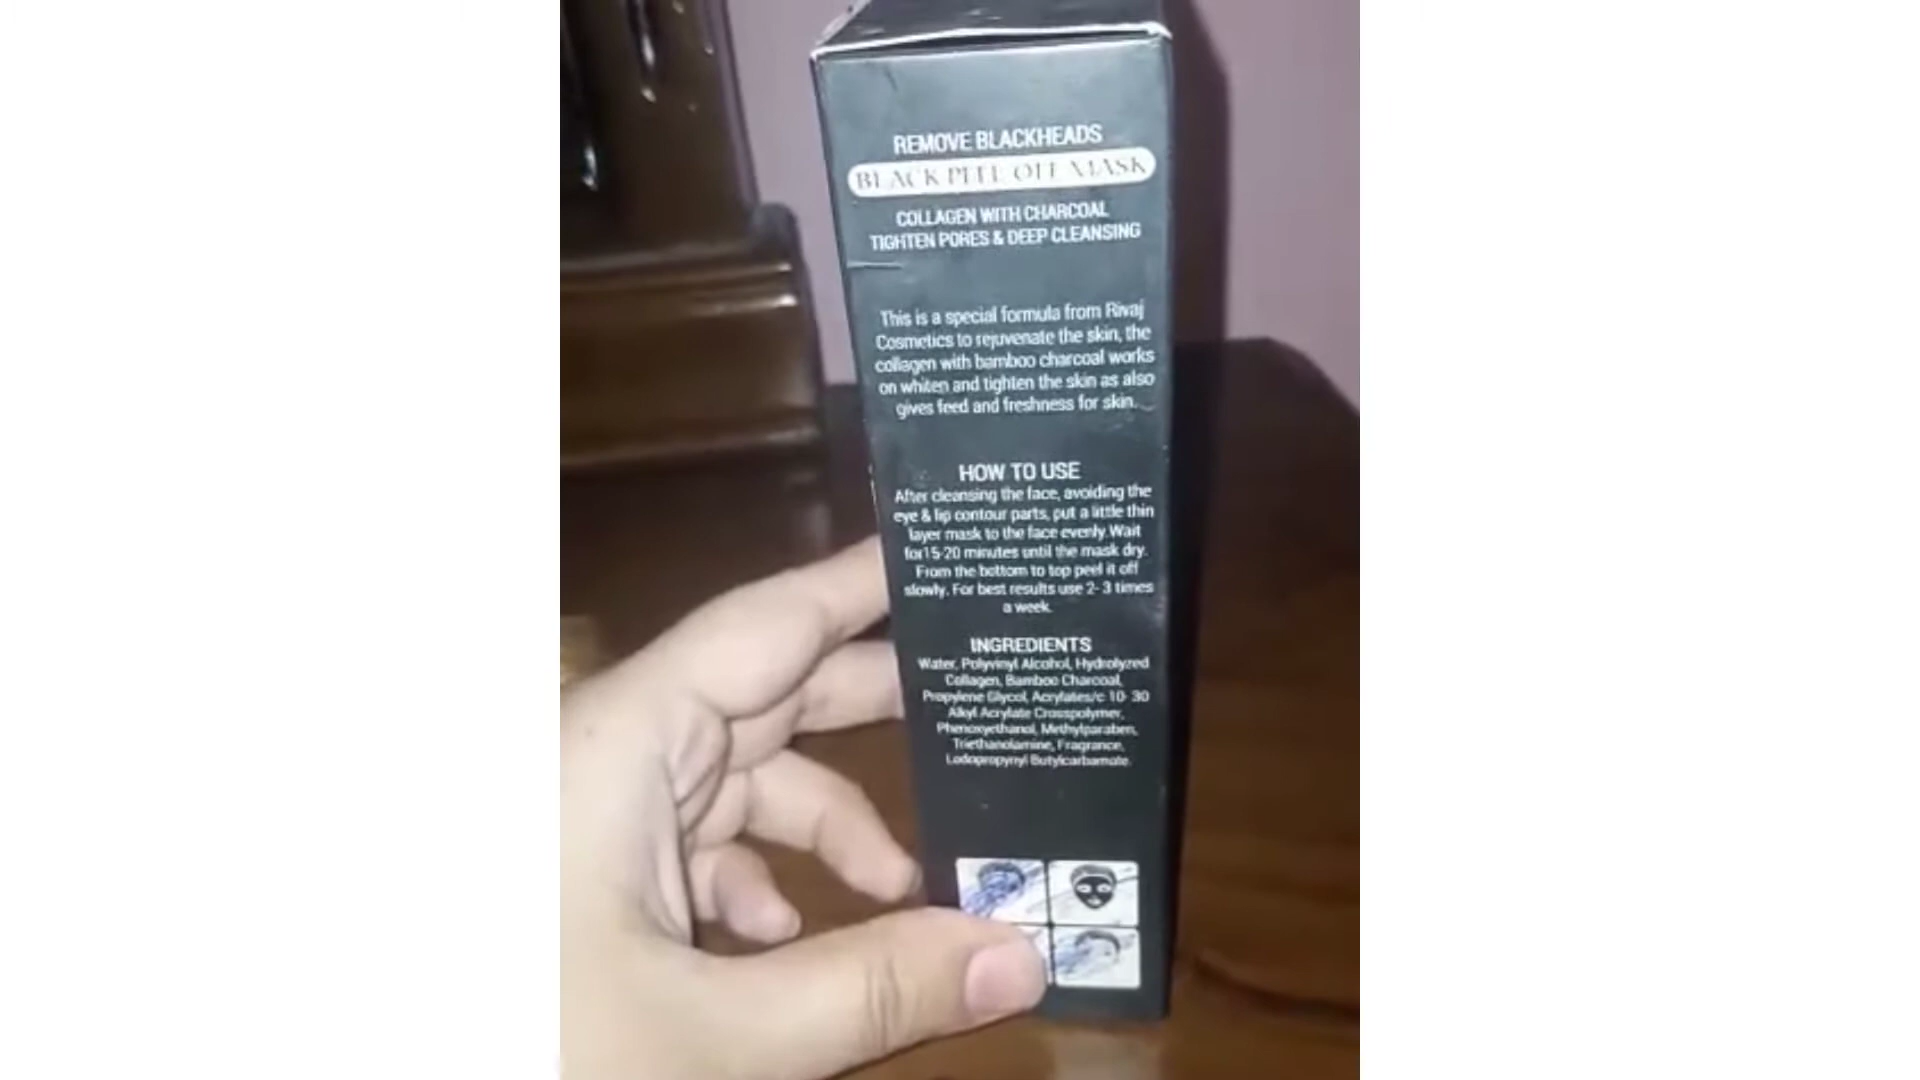 REMOVE BLACKHEADS
BLACK PEEL OFF MASK
COLLAGEN WITH CHARCOAL
TIGHTEN PORES & DEEP CLEANSING
This is a special formula from Rivaj
Cosmetics to rejuvenate the skin, the
collagen with bamboo charcoal works
on whiten and tighten the skin as also
gives feed and freshness for skin.
HOW TO USE
After cleansing the face, avoiding the
eye & lip contour parts, put a little thin
layer mask to the face evenly. Wait
for15-20 minutes until the mask dry.
From the bottom to top peel it off
slowly. For best results use 2- 3 times
a week.
INGREDIENTS
Water, Polyvinyl Alcohol, Hydrolyzed
Collagen, Bamboo Charcoal,
Propylene Glycol, Acrylates/c 10- 30
Alkyl Acrylate Crosspolymer,
Phenoxyethanol, Methylparaben,
Triethanolamine, Fragrance,
Lodopropynyl Butylcarbamate.